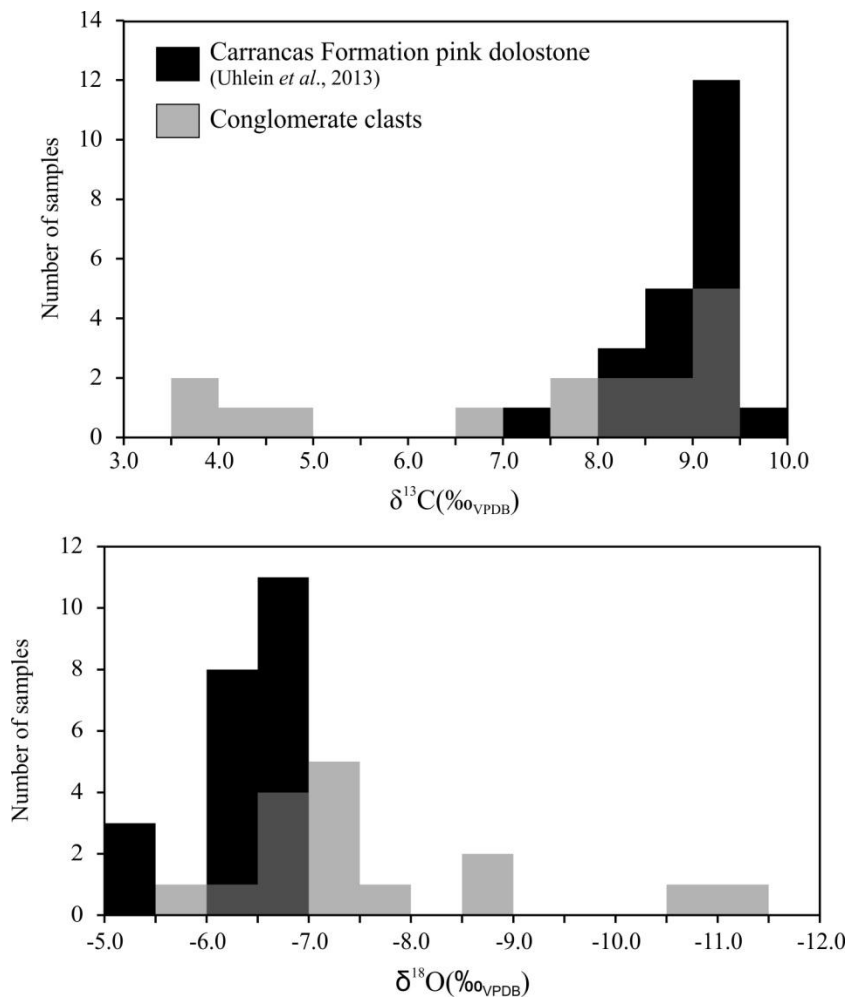 14
12
10
8
6
4
2
0
Number of samples
Carrancas Formation pink dolostone
(Uhlein et al., 2013)
Conglomerate clasts
3.0 4.0 5.0 6.0 7.0 8.0 9.0 10.0
δ¹³C(‰VPDB)
12
10
8
6
4
2
0
Number of samples
-5.0 -6.0 -7.0 -8.0 -9.0 -10.0 -11.0 -12.0
δ¹⁸O(‰VPDB)